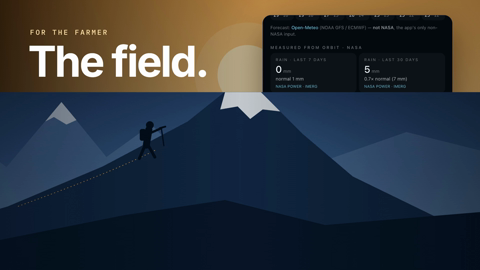 FOR THE FARMER
The field.
Forecast: Open-Meteo (NOAA GFS / ECMWF) — not NASA, the app's only non-NASA input.
MEASURED FROM ORBIT · NASA
RAIN · LAST 7 DAYS
0 mm
normal 1 mm
NASA POWER · IMERG
RAIN · LAST 30 DAYS
5 mm
0.7× normal (7 mm)
NASA POWER · IMERG